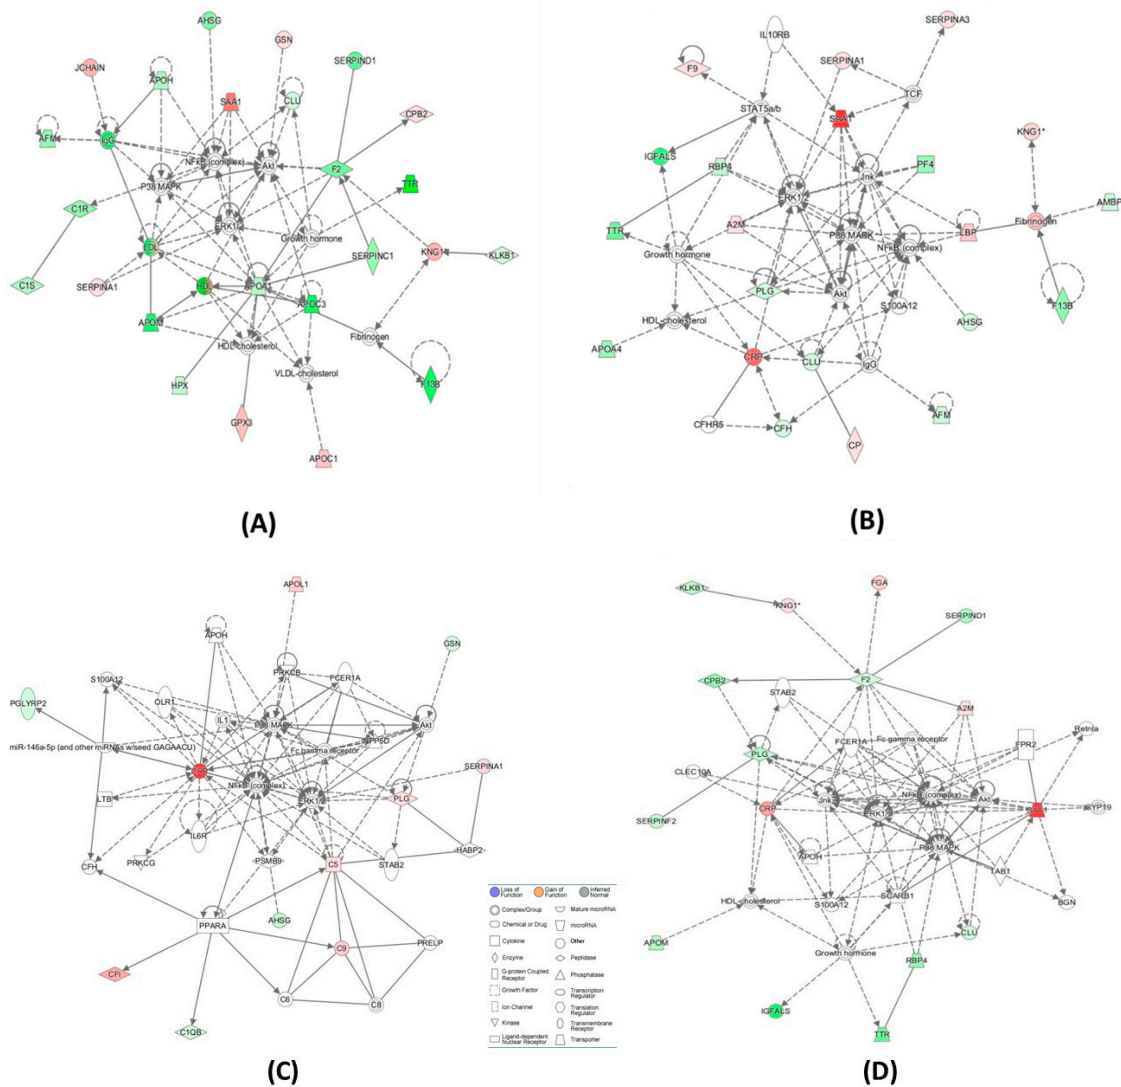 AHSG
GSN
SERPIND1
JCHAIN
APOH
SAA1
CLU
CPB2
AFM
IgG
NFkB (complex)
Akt
F2
P38 MAPK
TTR
C1R
ERK1/2
Growth hormone
LDL
SERPINC1
KNG1
KLKB1
C1S
SERPINA1
APOA1
APOM
APOC3
HDL-cholesterol
Fibrinogen
VLDL-cholesterol
HPX
F13B
GPX3
APOC1
(A)
SERPINA3
IL10RB
F9
SERPINA1
TCF
STAT5a/b
SAA1
KNG1*
IGFALS
RBP4
Jnk
PF4
ERK1/2
AMBP
TTR
A2M
P38 MAPK
LBP
Fibrinogen
Growth hormone
NFkB (complex)
PLG
Akt
S100A12
F13B
HDL-cholesterol
AHSG
APOA4
CRP
CLU
IgG
AFM
CFHR5
CFH
CP
(B)
APOL1
APOH
GSN
PRKCB
FCER1A
S100A12
PGLYRP2
OLR1
IL1
P38 MAPK
INPP5D
Akt
miR-146a-5p (and other miRNAs w/seed GAGAACU)
Fc gamma receptor
SERPINA1
NFkB (complex)
ERK1/2
PLG
LTB
IL6R
HABP2
CFH
PRKCG
PSMB9
C5
STAB2
AHSG
PPARA
C9
PRELP
CFI
C6
C8
C1QB
(C)
KLKB1
FGA
KNG1*
SERPIND1
CPB2
STAB2
F2
A2M
Retnla
PLG
FCER1A
Fc gamma receptor
FPR2
CLEC10A
NFkB (complex)
CRP
Jnk
Akt
SAA1
CYP19
ERK1/2
SERPINF2
P38 MAPK
APOH
TAB1
HDL-cholesterol
S100A12
SCARB1
BGN
APOM
CLU
Growth hormone
RBP4
IGFALS
TTR
(D)
Loss of Function
Gain of Function
Inferred Normal
Complex/Group
Chemical or Drug
Cytokine
Enzyme
G-protein Coupled Receptor
Growth Factor
Ion Channel
Kinase
Ligand-dependent Nuclear Receptor
Mature microRNA
microRNA
Other
Peptidase
Phosphatase
Transcription Regulator
Translation Regulator
Transmembrane Receptor
Transporter